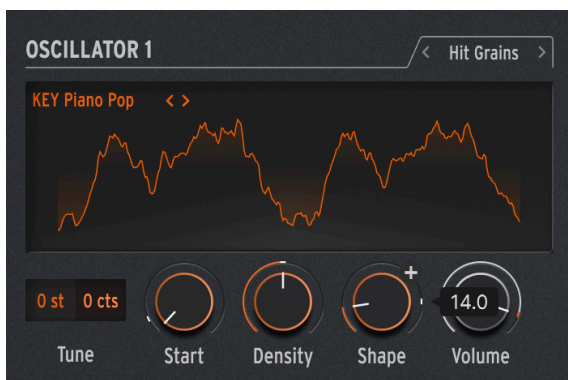 OSCILLATOR 1
< Hit Grains >
KEY Piano Pop < >
0 st 0 cts
14.0
Tune
Start
Density
Shape
Volume